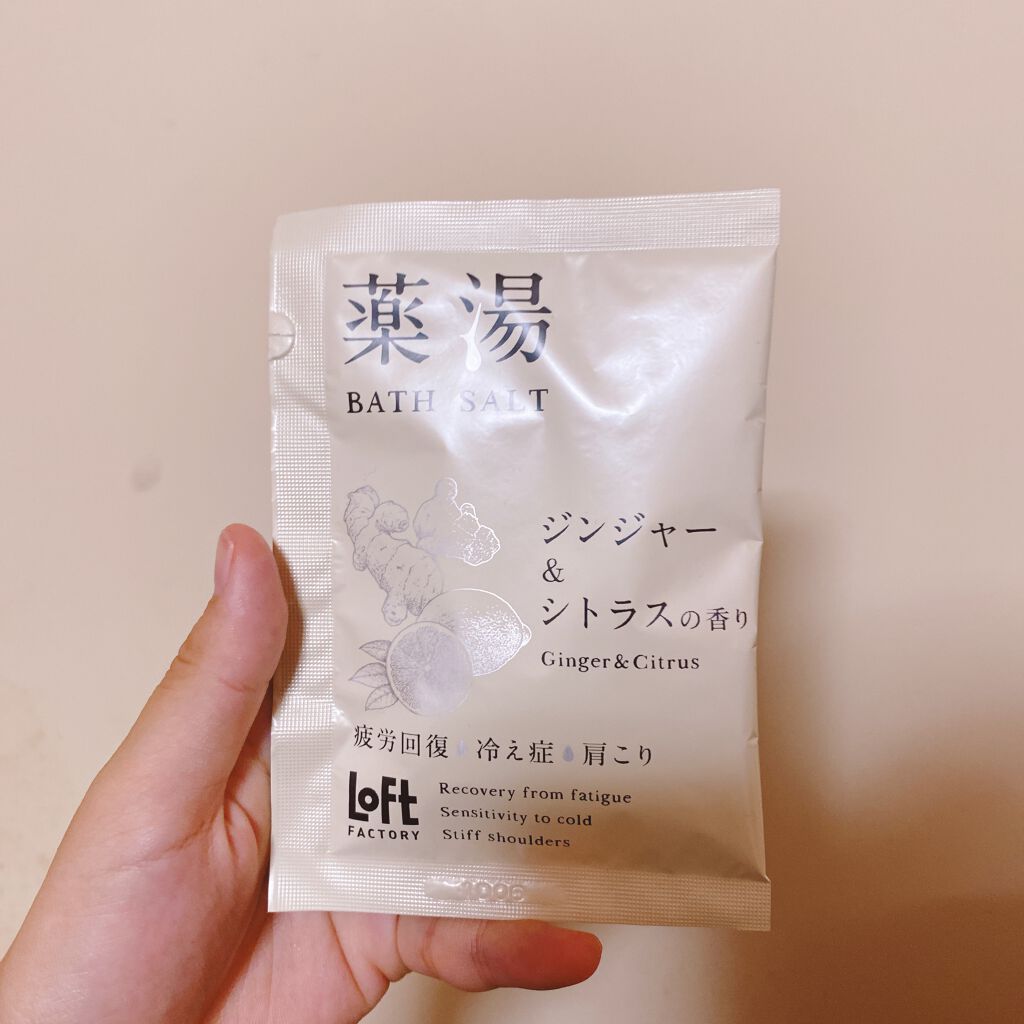 薬湯
BATH SALT
ジンジャー
&
シトラスの香り
Ginger&Citrus
疲労回復 冷え症 肩こり
LoFt
FACTORY
Recovery from fatigue
Sensitivity to cold
Stiff shoulders